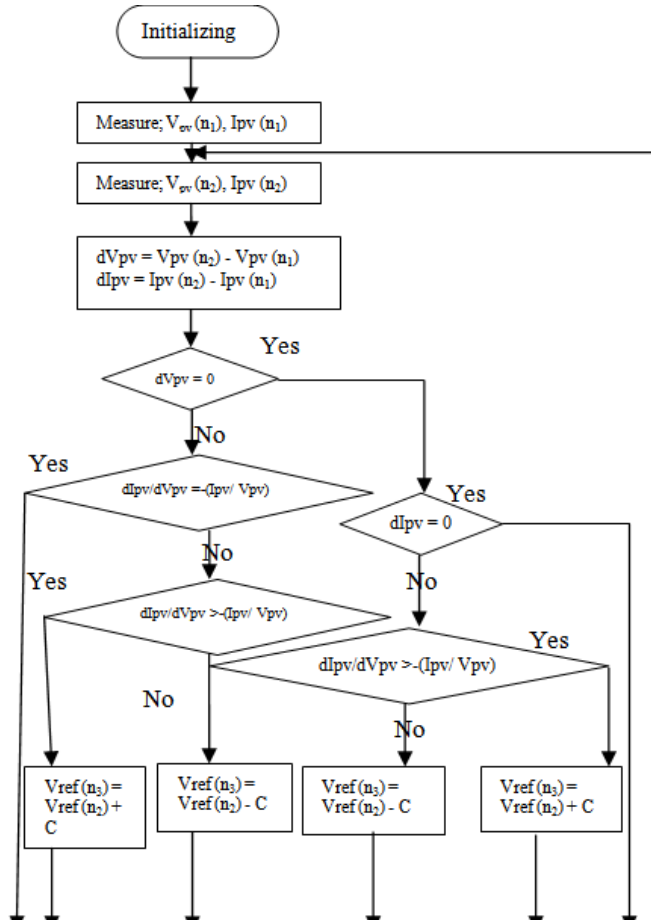 Initializing
Measure; Vpv (n1), Ipv (n1)
Measure; Vpv (n2), Ipv (n2)
dVpv = Vpv (n2) - Vpv (n1)
dIpv = Ipv (n2) - Ipv (n1)
Yes
dVpv = 0
No
Yes
dIpv/dVpv =-(Ipv/ Vpv)
Yes
dIpv = 0
No
Yes
No
dIpv/dVpv >-(Ipv/ Vpv)
Yes
dIpv/dVpv >-(Ipv/ Vpv)
No
No
Vref(n3) =
Vref(n2) +
C
Vref(n3) =
Vref(n2) - C
Vref(n3) =
Vref(n2) - C
Vref(n3) =
Vref(n2) + C